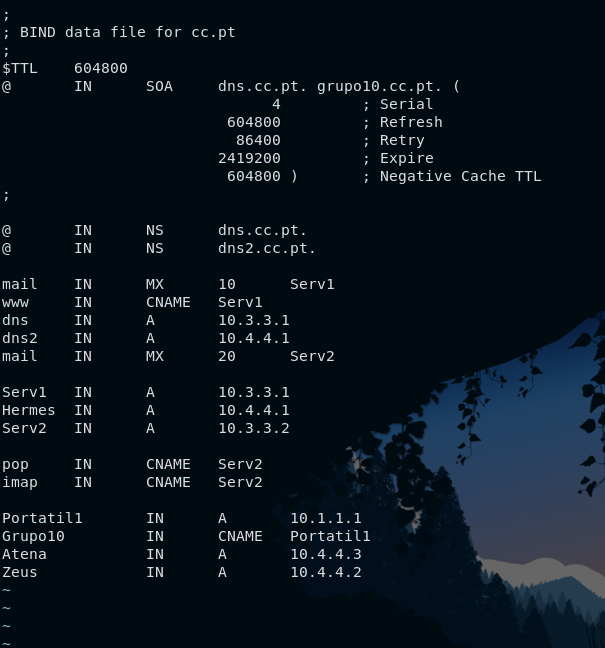 ;
; BIND data file for cc.pt
;
$TTL    604800
@       IN      SOA     dns.cc.pt. grupo10.cc.pt. (
                              4         ; Serial
                         604800         ; Refresh
                          86400         ; Retry
                        2419200         ; Expire
                         604800 )       ; Negative Cache TTL
;
@       IN      NS      dns.cc.pt.
@       IN      NS      dns2.cc.pt.
mail    IN      MX      10      Serv1
www     IN      CNAME   Serv1
dns     IN      A       10.3.3.1
dns2    IN      A       10.4.4.1
mail    IN      MX      20      Serv2
Serv1   IN      A       10.3.3.1
Hermes  IN      A       10.4.4.1
Serv2   IN      A       10.3.3.2
pop     IN      CNAME   Serv2
imap    IN      CNAME   Serv2
Portatil1       IN      A       10.1.1.1
Grupo10         IN      CNAME   Portatil1
Atena           IN      A       10.4.4.3
Zeus            IN      A       10.4.4.2
~
~
~
~